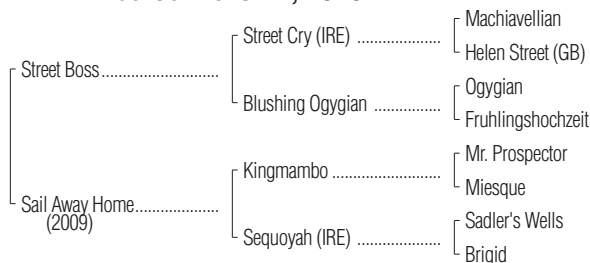 Machiavellian
Street Cry (IRE) ..................
Helen Street (GB)
Street Boss .........................
Ogygian
Blushing Ogygian ...............
Fruhlingshochzeit
Mr. Prospector
Kingmambo ........................
Miesque
Sail Away Home..................
(2009)
Sadler's Wells
Sequoyah (IRE) ..................
Brigid